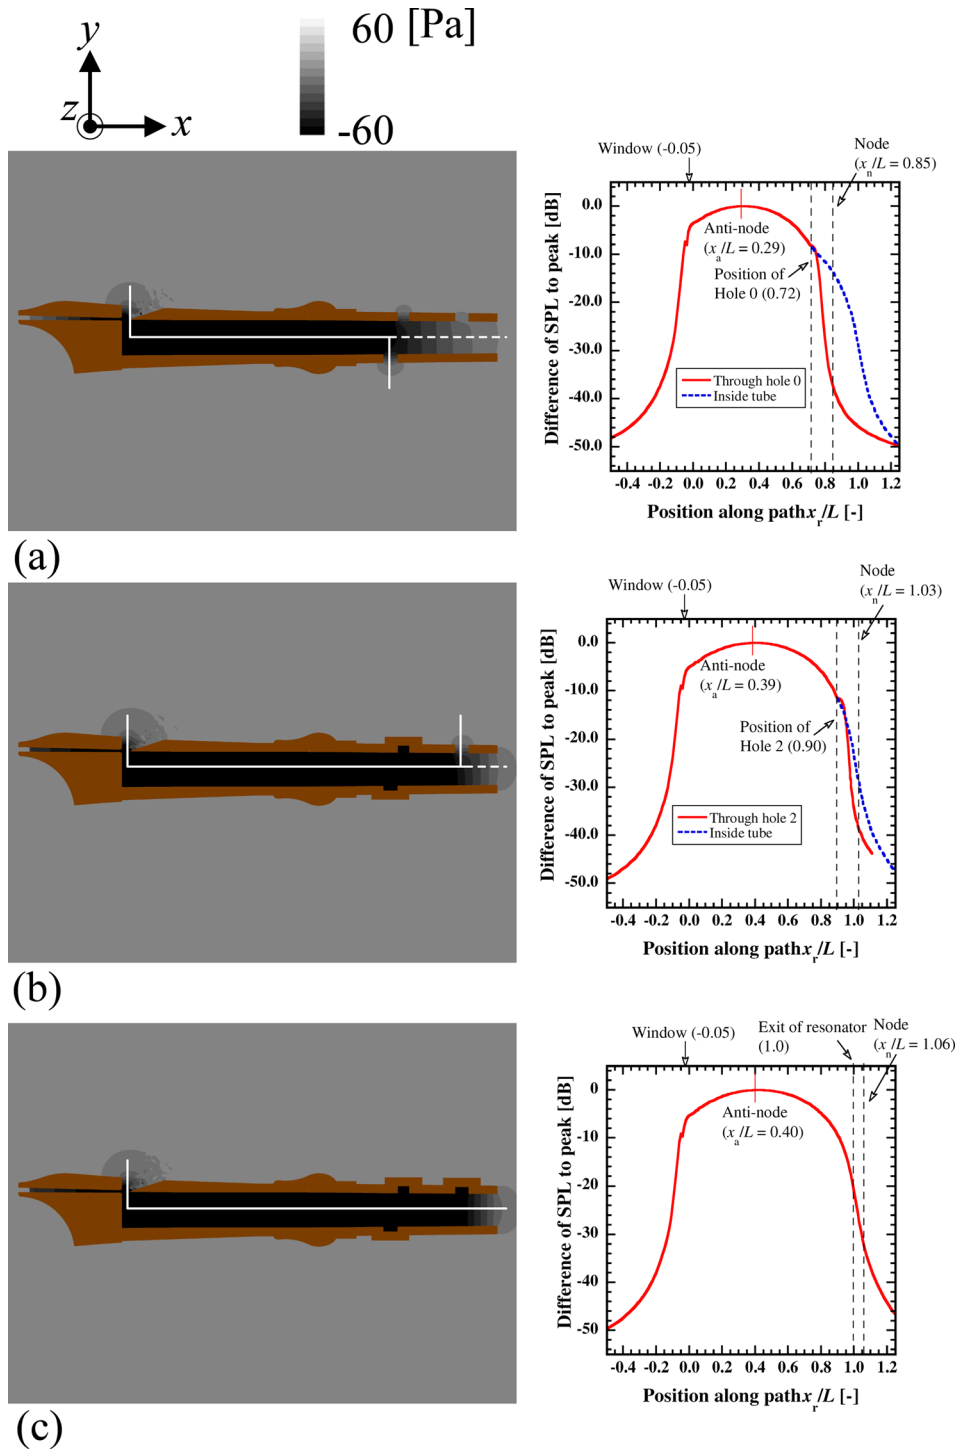 60 [Pa]
-60
y
z
x
Window (-0.05)
Node
(xn/L = 0.85)
Difference of SPL to peak [dB]
0.0
-10.0
-20.0
-30.0
-40.0
-50.0
Anti-node
(xa/L = 0.29)
Position of
Hole 0 (0.72)
Through hole 0
Inside tube
-0.4 -0.2 0.0 0.2 0.4 0.6 0.8 1.0 1.2
Position along path xr/L [-]
(a)
Window (-0.05)
Node
(xn/L = 1.03)
Difference of SPL to peak [dB]
0.0
-10.0
-20.0
-30.0
-40.0
-50.0
Anti-node
(xa/L = 0.39)
Position of
Hole 2 (0.90)
Through hole 2
Inside tube
-0.4 -0.2 0.0 0.2 0.4 0.6 0.8 1.0 1.2
Position along path xr/L [-]
(b)
Window (-0.05)
Exit of resonator
(1.0)
Node
(xn/L = 1.06)
Difference of SPL to peak [dB]
0
-10
-20
-30
-40
-50
Anti-node
(xa/L = 0.40)
-0.4 -0.2 0.0 0.2 0.4 0.6 0.8 1.0 1.2
Position along path xr/L [-]
(c)